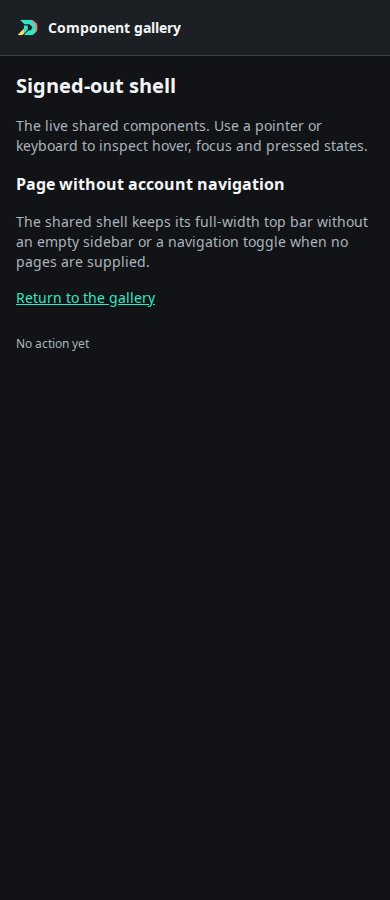 Component gallery
Signed-out shell
The live shared components. Use a pointer or
keyboard to inspect hover, focus and pressed states.
Page without account navigation
The shared shell keeps its full-width top bar without
an empty sidebar or a navigation toggle when no
pages are supplied.
Return to the gallery
No action yet